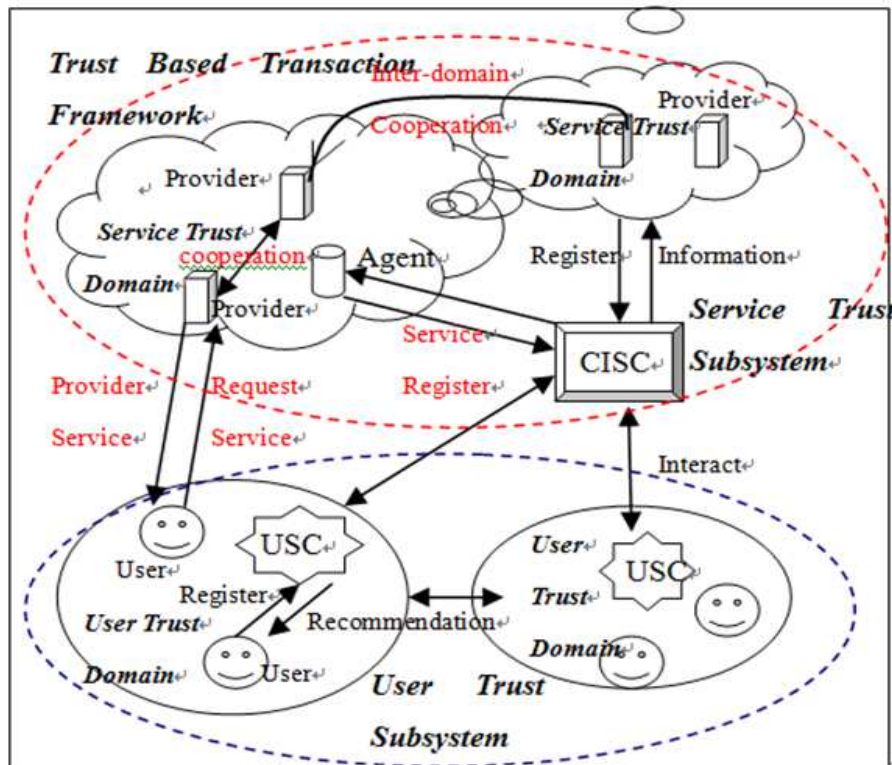 Trust Based Transaction
Framework
Inter-domain
Cooperation
Provider
Service Trust
Domain
Provider
Service Trust
cooperation
Domain
Provider
Agent
Register
Information
Service Trust
Subsystem
Service
Register
CISC
Provider
Service
Request
Service
Interact
User
USC
Register
User Trust
Domain
User
Recommendation
User
Trust
Domain
USC
User Trust
Subsystem